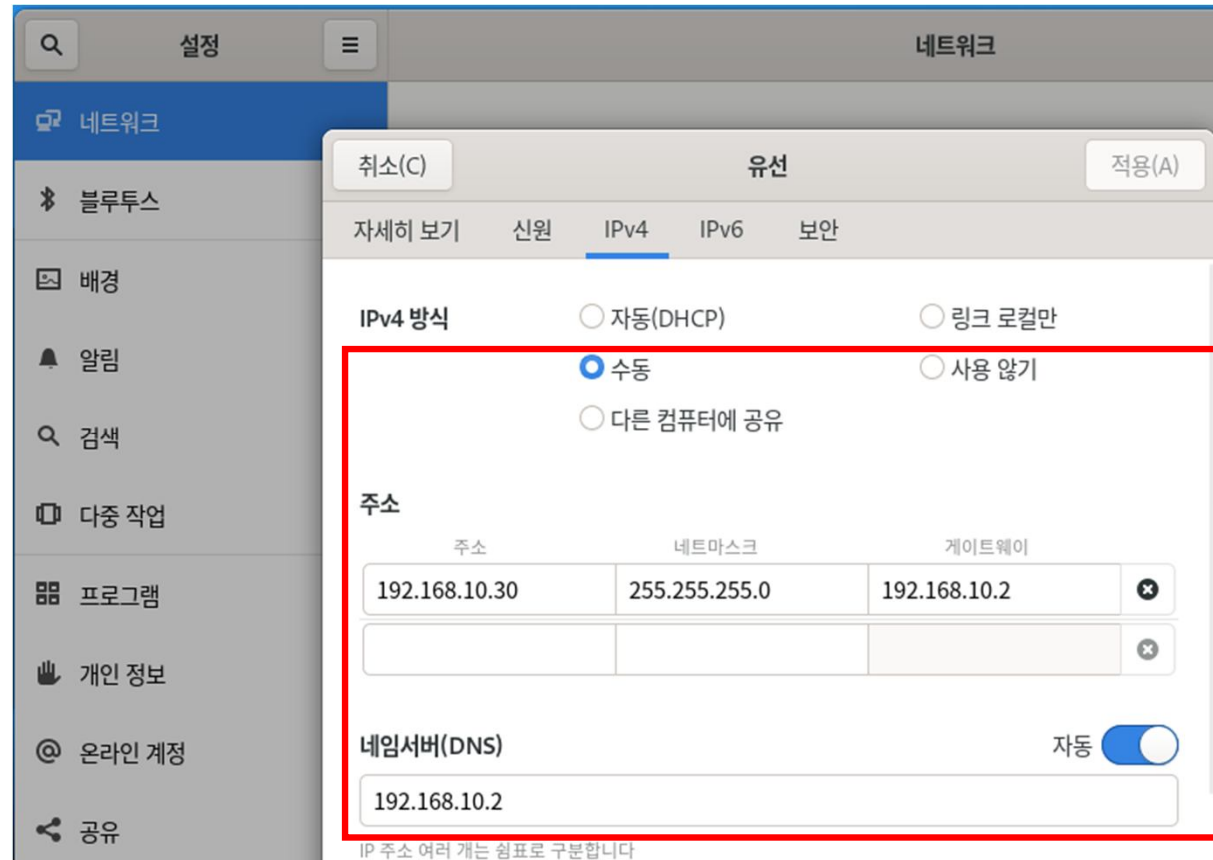 설정
네트워크
네트워크
블루투스
배경
알림
검색
다중 작업
프로그램
개인 정보
온라인 계정
공유
취소(C) 유선 적용(A)
자세히 보기 신원 IPv4 IPv6 보안
IPv4 방식 자동(DHCP) 링크 로컬만
수동 사용 않기
다른 컴퓨터에 공유
주소
주소 네트마스크 게이트웨이
192.168.10.30 255.255.255.0 192.168.10.2
네임서버(DNS) 자동
192.168.10.2
IP 주소 여러 개는 쉼표로 구분합니다